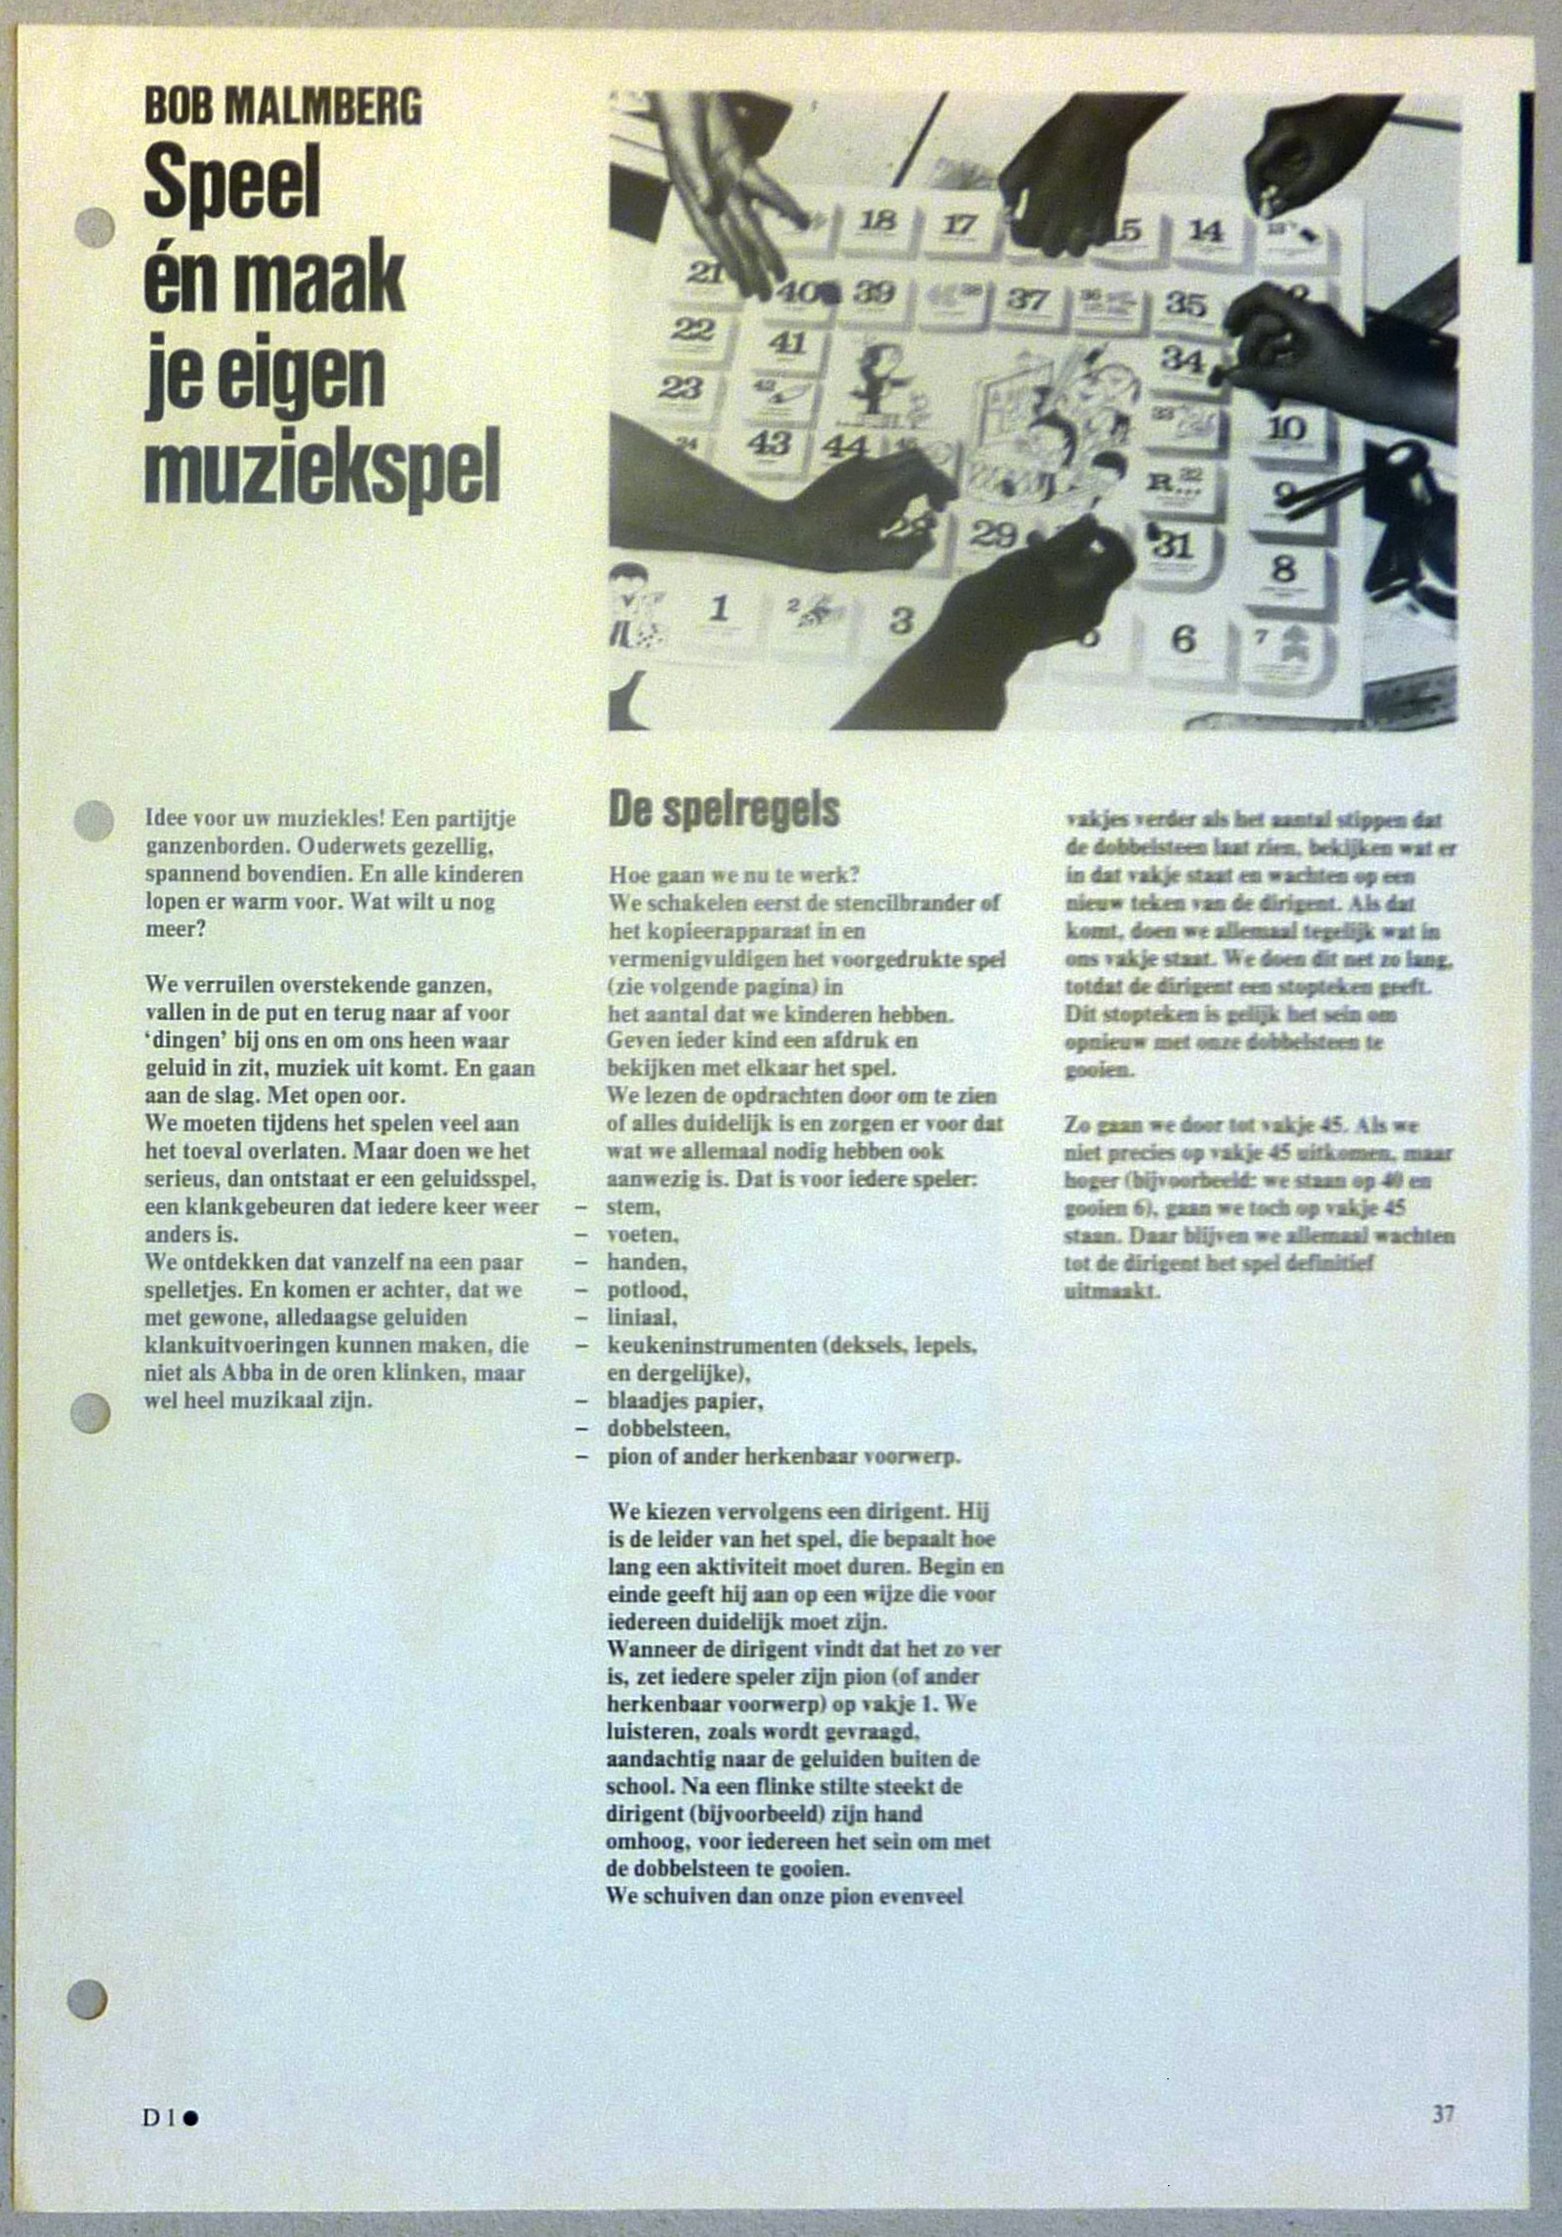 BOB MALMBERG
Speel
én maak
je eigen
muziekspel
18
17
15
14
21
40
39
38
37
36
35
22
41
34
23
42
33
10
24
43
44
R...
32
9
28
29
31
8
1
2
3
6
7
Idee voor uw muziekles! Een partijtje
ganzenborden. Ouderwets gezellig,
spannend bovendien. En alle kinderen
lopen er warm voor. Wat wilt u nog
meer?
We verruilen overstekende ganzen,
vallen in de put en terug naar af voor
‘dingen’ bij ons en om ons heen waar
geluid in zit, muziek uit komt. En gaan
aan de slag. Met open oor.
We moeten tijdens het spelen veel aan
het toeval overlaten. Maar doen we het
serieus, dan ontstaat er een geluidsspel,
een klankgebeuren dat iedere keer weer
anders is.
We ontdekken dat vanzelf na een paar
spelletjes. En komen er achter, dat we
met gewone, alledaagse geluiden
klankuitvoeringen kunnen maken, die
niet als Abba in de oren klinken, maar
wel heel muzikaal zijn.
De spelregels
Hoe gaan we nu te werk?
We schakelen eerst de stencilbrander of
het kopieerapparaat in en
vermenigvuldigen het voorgedrukte spel
(zie volgende pagina) in
het aantal dat we kinderen hebben.
Geven ieder kind een afdruk en
bekijken met elkaar het spel.
We lezen de opdrachten door om te zien
of alles duidelijk is en zorgen er voor dat
wat we allemaal nodig hebben ook
aanwezig is. Dat is voor iedere speler:
– stem,
– voeten,
– handen,
– potlood,
– liniaal,
– keukeninstrumenten (deksels, lepels,
en dergelijke),
– blaadjes papier,
– dobbelsteen,
– pion of ander herkenbaar voorwerp.
We kiezen vervolgens een dirigent. Hij
is de leider van het spel, die bepaalt hoe
lang een aktiviteit moet duren. Begin en
einde geeft hij aan op een wijze die voor
iedereen duidelijk moet zijn.
Wanneer de dirigent vindt dat het zo ver
is, zet iedere speler zijn pion (of ander
herkenbaar voorwerp) op vakje 1. We
luisteren, zoals wordt gevraagd,
aandachtig naar de geluiden buiten de
school. Na een flinke stilte steekt de
dirigent (bijvoorbeeld) zijn hand
omhoog, voor iedereen het sein om met
de dobbelsteen te gooien.
We schuiven dan onze pion evenveel
vakjes verder als het aantal stippen dat
de dobbelsteen laat zien, bekijken wat er
in dat vakje staat en wachten op een
nieuw teken van de dirigent. Als dat
komt, doen we allemaal tegelijk wat in
ons vakje staat. We doen dit net zo lang,
totdat de dirigent een stopteken geeft.
Dit stopteken is gelijk het sein om
opnieuw met onze dobbelsteen te
gooien.
Zo gaan we door tot vakje 45. Als we
niet precies op vakje 45 uitkomen, maar
hoger (bijvoorbeeld: we staan op 40 en
gooien 6), gaan we toch op vakje 45
staan. Daar blijven we allemaal wachten
tot de dirigent het spel definitief
uitmaakt.
D 1●
37